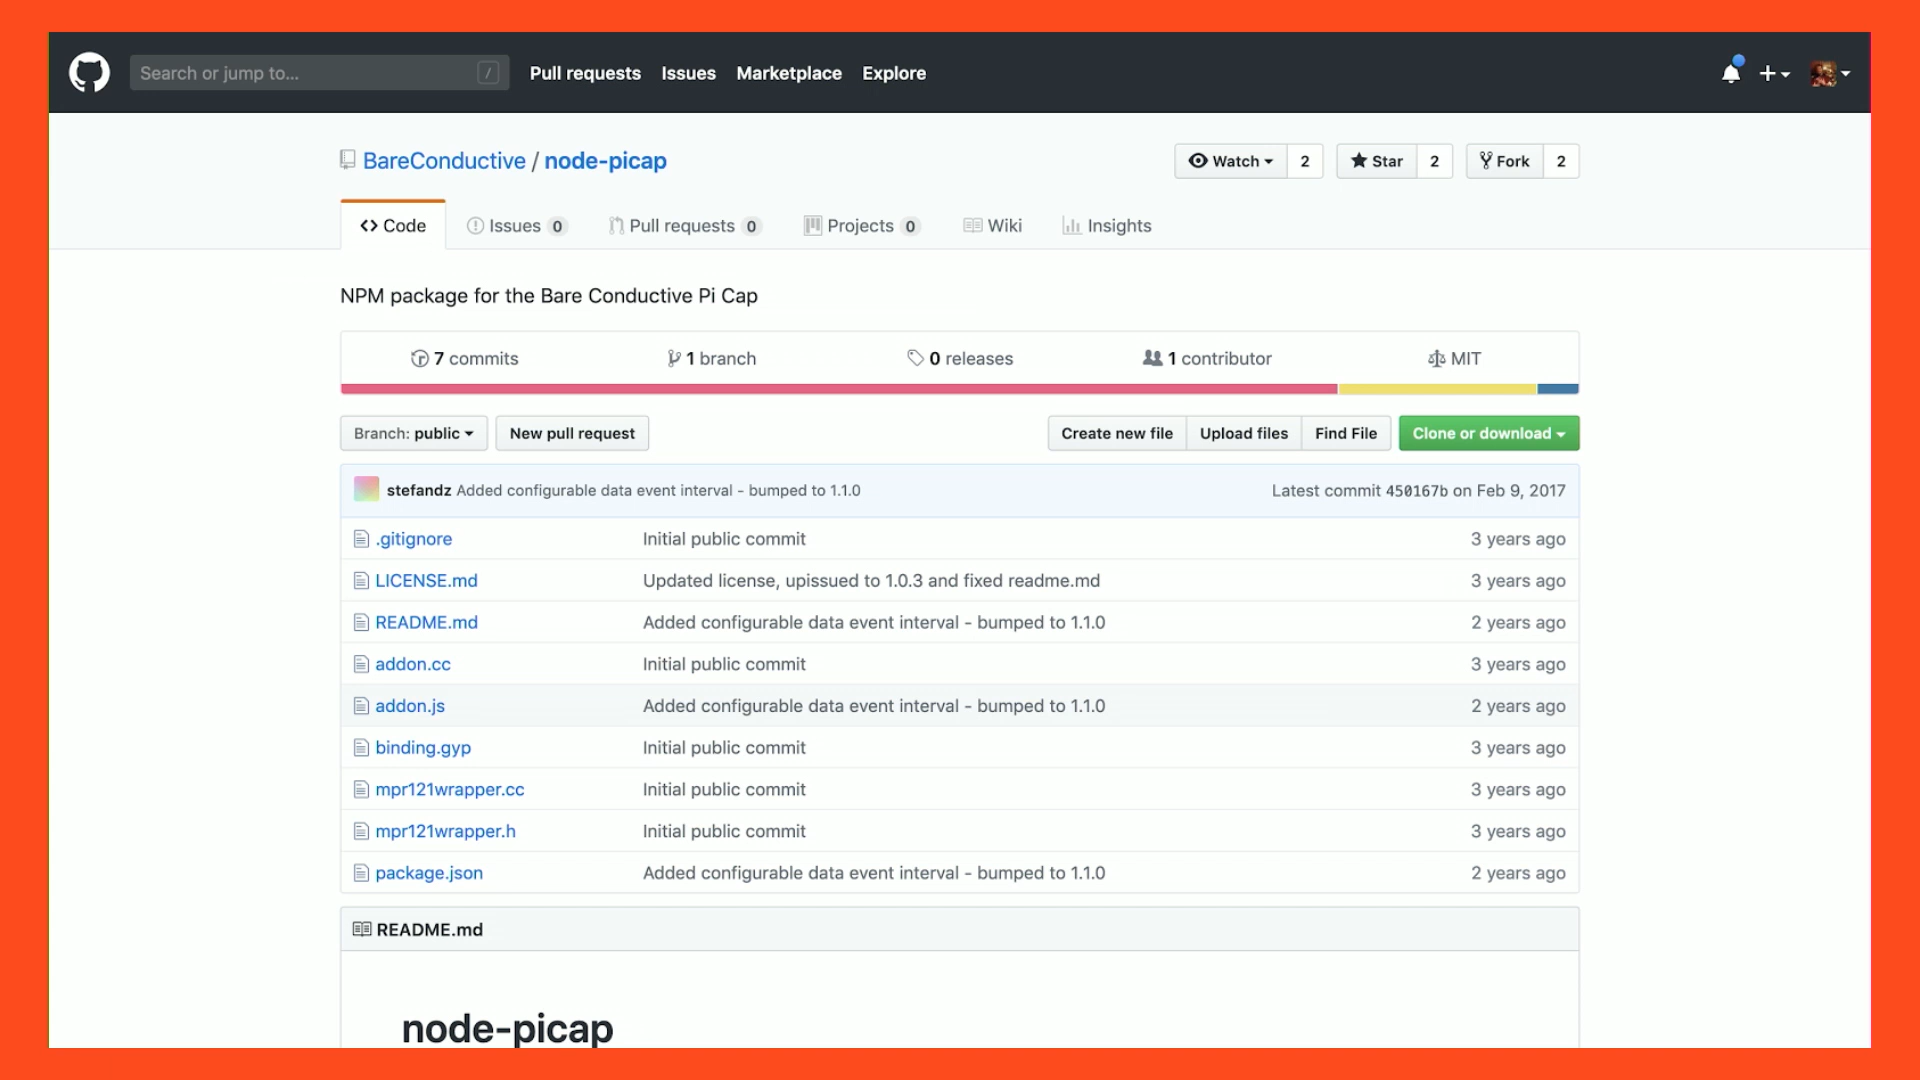 Search or jump to... / Pull requests Issues Marketplace Explore
BareConductive / node-picap Watch 2 Star 2 Fork 2
Code Issues 0 Pull requests 0 Projects 0 Wiki Insights
NPM package for the Bare Conductive Pi Cap
7 commits 1 branch 0 releases 1 contributor MIT
Branch: public New pull request Create new file Upload files Find File Clone or download
stefandz Added configurable data event interval - bumped to 1.1.0 Latest commit 450167b on Feb 9, 2017
.gitignore Initial public commit 3 years ago
LICENSE.md Updated license, upissued to 1.0.3 and fixed readme.md 3 years ago
README.md Added configurable data event interval - bumped to 1.1.0 2 years ago
addon.cc Initial public commit 3 years ago
addon.js Added configurable data event interval - bumped to 1.1.0 2 years ago
binding.gyp Initial public commit 3 years ago
mpr121wrapper.cc Initial public commit 3 years ago
mpr121wrapper.h Initial public commit 3 years ago
package.json Added configurable data event interval - bumped to 1.1.0 2 years ago
README.md
node-picap